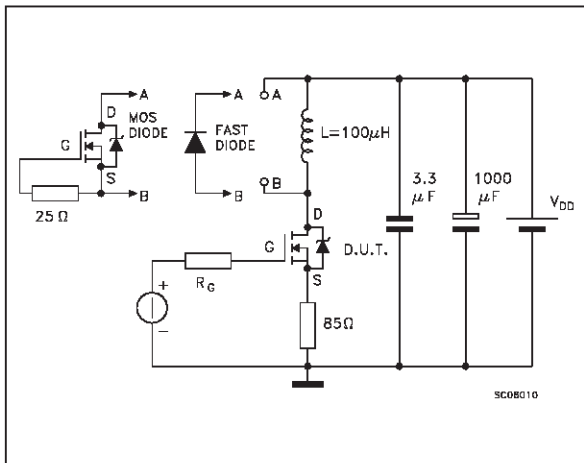 A
D
MOS
DIODE
G
S
B
25 Ω
A
FAST
DIODE
B
A
L=100µH
B
D
G
D.U.T.
S
RG
+
−
85Ω
3.3
µF
1000
µF
VDD
SC08010